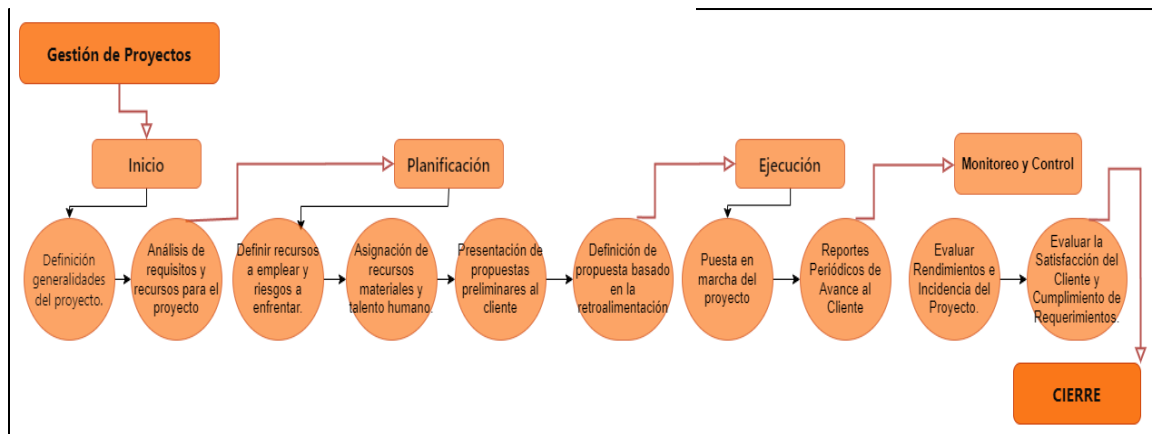 Gestión de Proyectos
Inicio
Planificación
Ejecución
Monitoreo y Control
Definición
generalidades
del proyecto.
Análisis de
requisitos y
recursos para el
proyecto
Definir recursos
a emplear y
riesgos a
enfrentar.
Asignación de
recursos
materiales y
talento humano.
Presentación de
propuestas
preliminares al
cliente
Definición de
propuesta basado
en la
retroalimentación
Puesta en
marcha del
proyecto
Reportes
Periódicos de
Avance al
Cliente
Evaluar
Rendimientos e
Incidencia del
Proyecto.
Evaluar la
Satisfacción del
Cliente y
Cumplimiento de
Requerimientos.
CIERRE